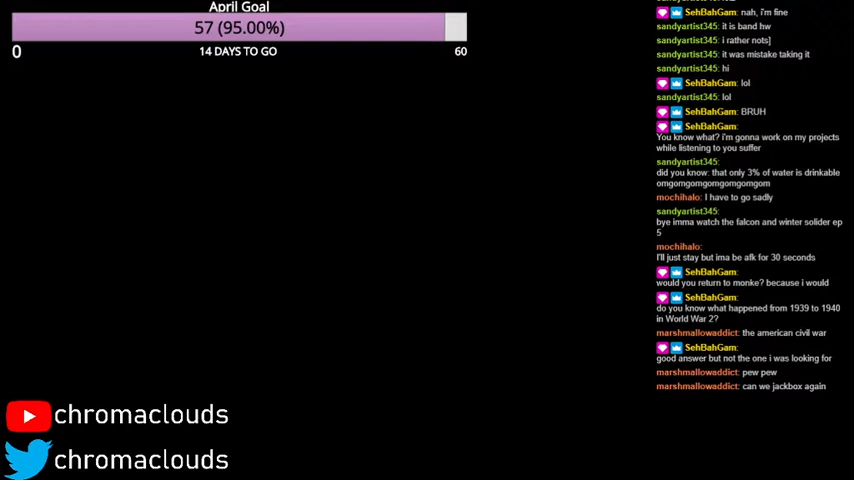 April Goal
57 (95.00%)
0
14 DAYS TO GO
60
SehBahGam: nah, i'm fine
sandyartist345: it is band hw
sandyartist345: i rather nots]
sandyartist345: it was mistake taking it
sandyartist345: hi
SehBahGam: lol
sandyartist345: lol
SehBahGam: BRUH
SehBahGam:
You know what? i'm gonna work on my projects
while listening to you suffer
sandyartist345:
did you know: that only 3% of water is drinkable
omgomgomgomgomgomgom
mochihalo: I have to go sadly
sandyartist345:
bye imma watch the falcon and winter solider ep
5
mochihalo:
I'll just stay but ima be afk for 30 seconds
SehBahGam:
would you return to monke? because i would
SehBahGam:
do you know what happened from 1939 to 1940
in World War 2?
marshmallowaddict: the american civil war
SehBahGam:
good answer but not the one i was looking for
marshmallowaddict: pew pew
marshmallowaddict: can we jackbox again
chromaclouds
chromaclouds